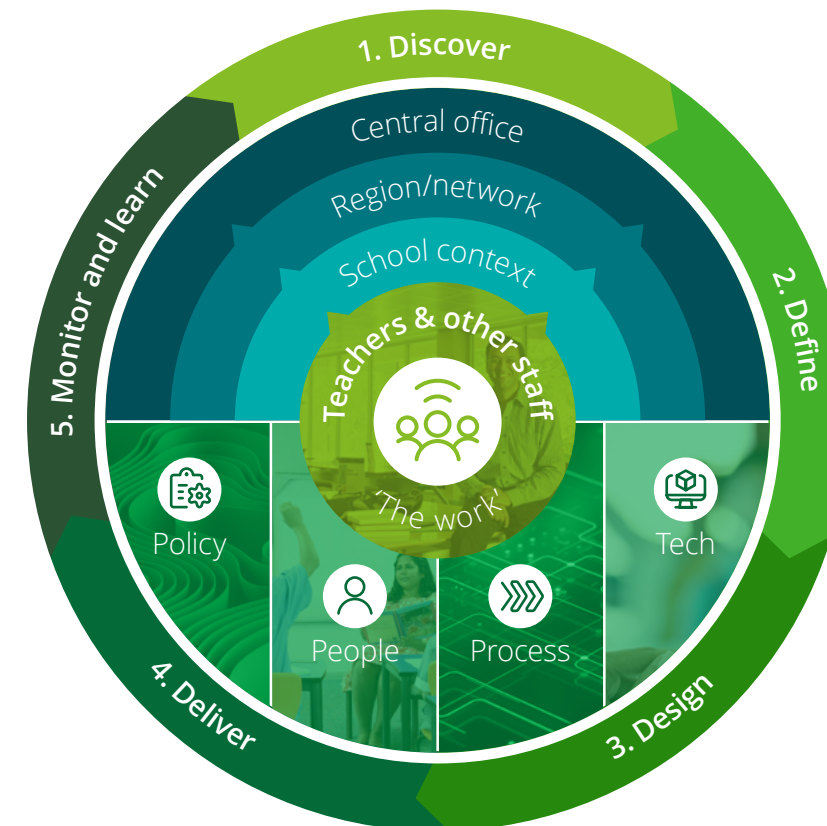 1. Discover
2. Define
3. Design
4. Deliver
5. Monitor and learn
Central office
Region/network
School context
Teachers & other staff
'The work'
Policy
People
Process
Tech